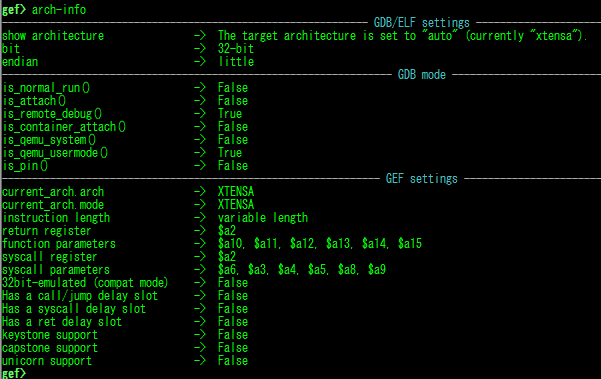 gef> arch-info
GDB/ELF settings
show architecture -> The target architecture is set to "auto" (currently "xtensa").
bit -> 32-bit
endian -> little
GDB mode
is_normal_run() -> False
is_attach() -> False
is_remote_debug() -> True
is_container_attach() -> False
is_qemu_system() -> False
is_qemu_usermode() -> True
is_pin() -> False
GEF settings
current_arch.arch -> XTENSA
current_arch.mode -> XTENSA
instruction length -> variable length
return register -> $a2
function parameters -> $a10, $a11, $a12, $a13, $a14, $a15
syscall register -> $a2
syscall parameters -> $a6, $a3, $a4, $a5, $a8, $a9
32bit-emulated (compat mode) -> False
Has a call/jump delay slot -> False
Has a syscall delay slot -> False
Has a ret delay slot -> False
keystone support -> False
capstone support -> False
unicorn support -> False
gef>